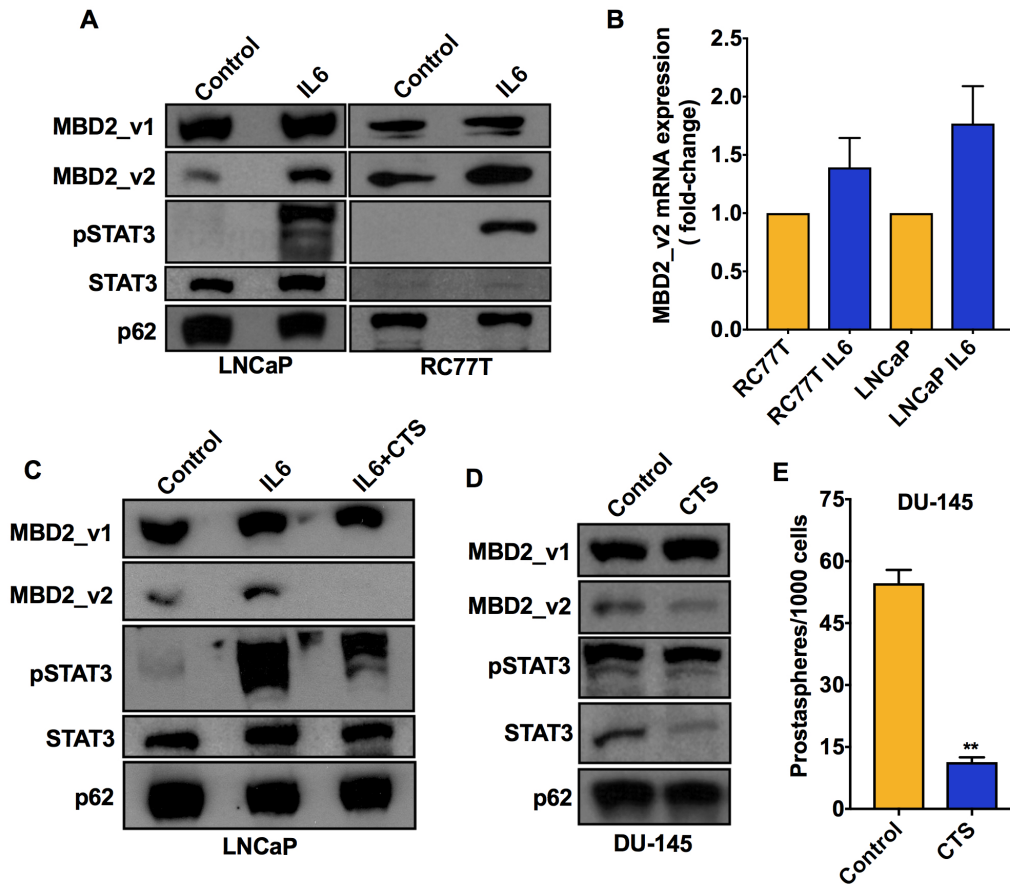 A
Control
IL6
Control
IL6
MBD2_v1
MBD2_v2
pSTAT3
STAT3
p62
LNCaP
RC77T
B
MBD2_v2 mRNA expression
( fold-change)
2.5
2.0
1.5
1.0
0.5
0.0
RC77T
RC77T IL6
LNCaP
LNCaP IL6
C
Control
IL6
IL6+CTS
MBD2_v1
MBD2_v2
pSTAT3
STAT3
p62
LNCaP
D
Control
CTS
MBD2_v1
MBD2_v2
pSTAT3
STAT3
p62
DU-145
E
DU-145
Prostaspheres/1000 cells
75
60
45
30
15
0
**
Control
CTS